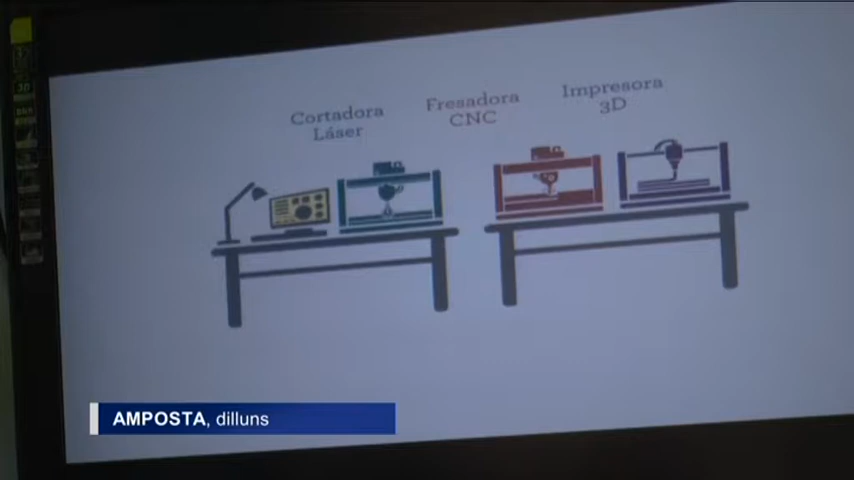 Cortadora
Láser
Fresadora
CNC
Impresora
3D
AMPOSTA, dilluns